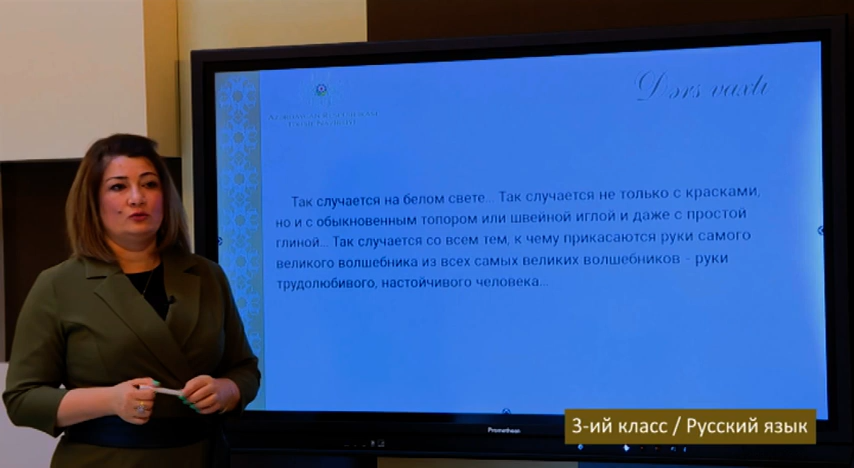 Dərs vaxtı
Так случается на белом свете... Так случается не только с красками,
но и с обыкновенным топором или швейной иглой и даже с простой
глиной... Так случается со всем тем, к чему прикасаются руки самого
великого волшебника из всех самых великих волшебников - руки
трудолюбивого, настойчивого человека...
Promethean
3-ий класс / Русский язык